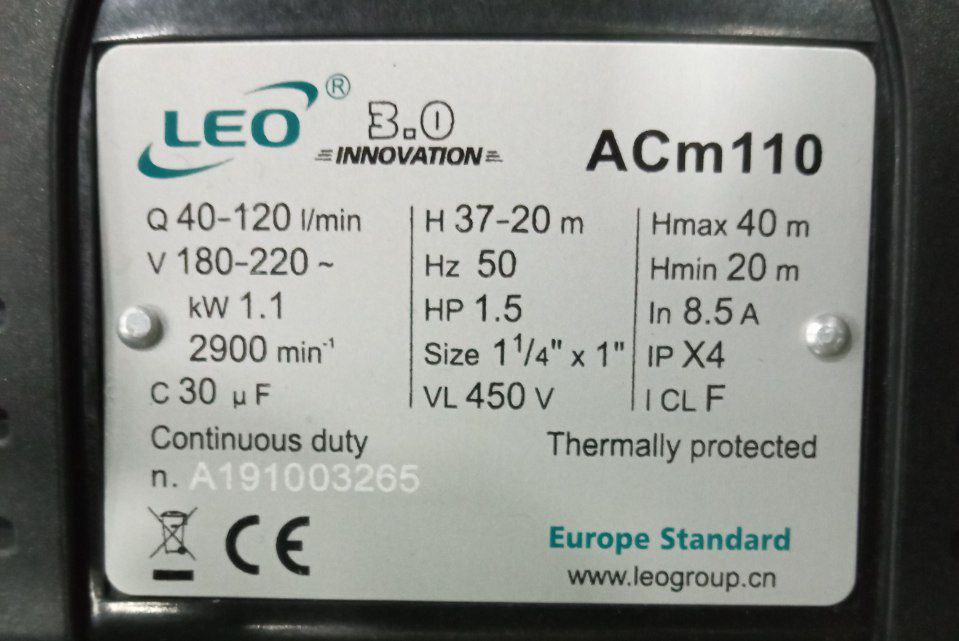 LEO®
3.0
INNOVATION
ACm110
Q 40-120 l/min
V 180-220 ~
kW 1.1
2900 min⁻¹
C 30 µF
H 37-20 m
Hz 50
HP 1.5
Size 1 1/4" x 1"
VL 450 V
Hmax 40 m
Hmin 20 m
In 8.5 A
IP X4
I CL F
Continuous duty
Thermally protected
n. A191003265
CE
Europe Standard
www.leogroup.cn